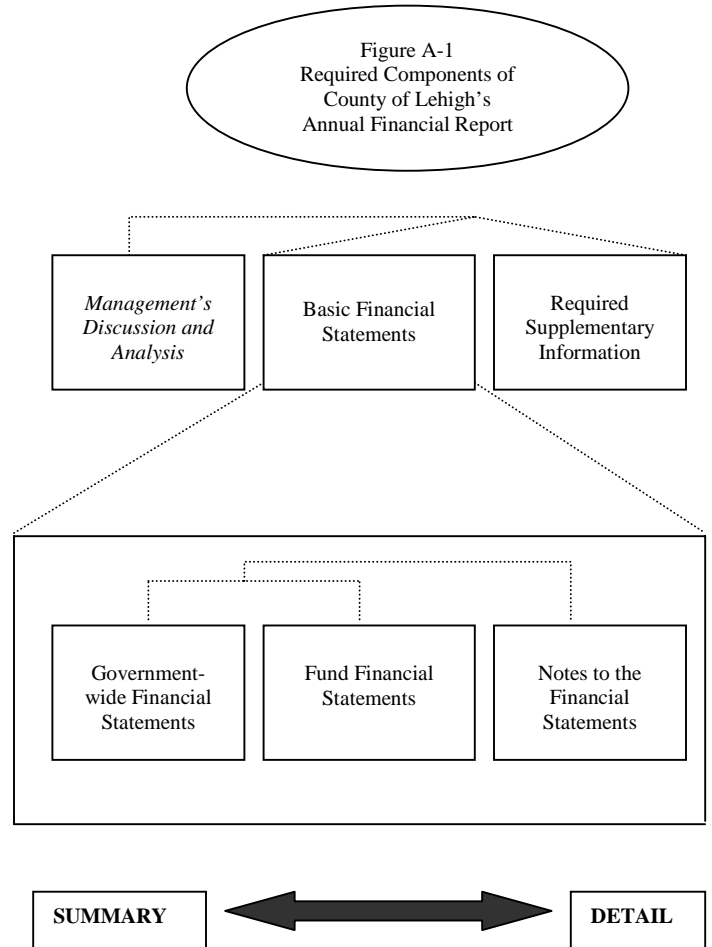 Figure A-1
Required Components of
County of Lehigh’s
Annual Financial Report
Management’s
Discussion and
Analysis
Basic Financial
Statements
Required
Supplementary
Information
Government-
wide Financial
Statements
Fund Financial
Statements
Notes to the
Financial
Statements
SUMMARY
DETAIL